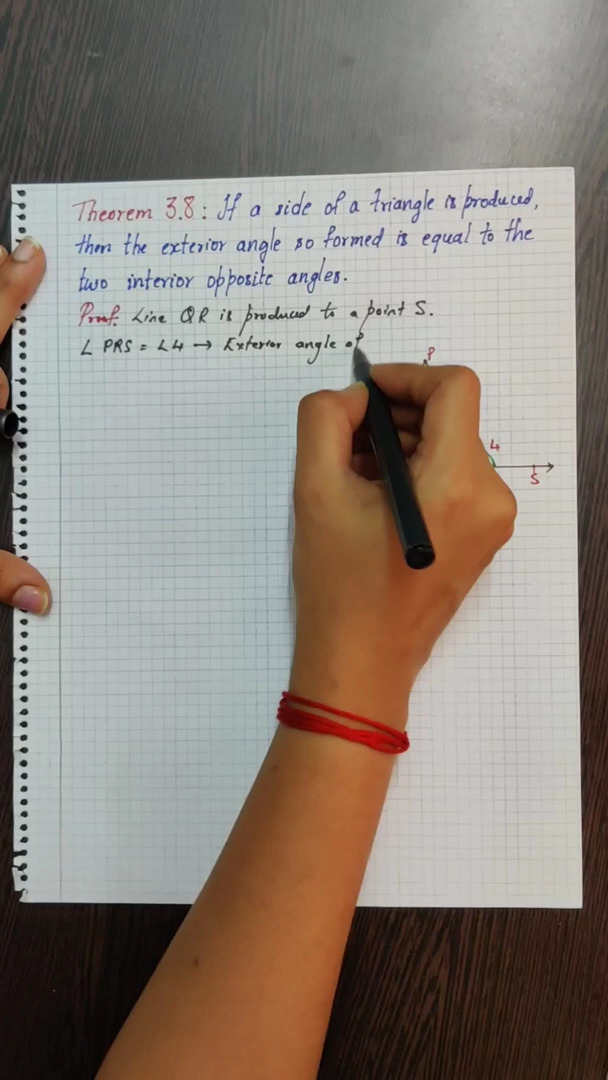 Theorem 3.8: If a side of a triangle is produced,
then the exterior angle so formed is equal to the
two interior opposite angles.
Proof. Line QR is produced to a point S.
∠ PRS = ∠4 → Exterior angle of
P
4
S